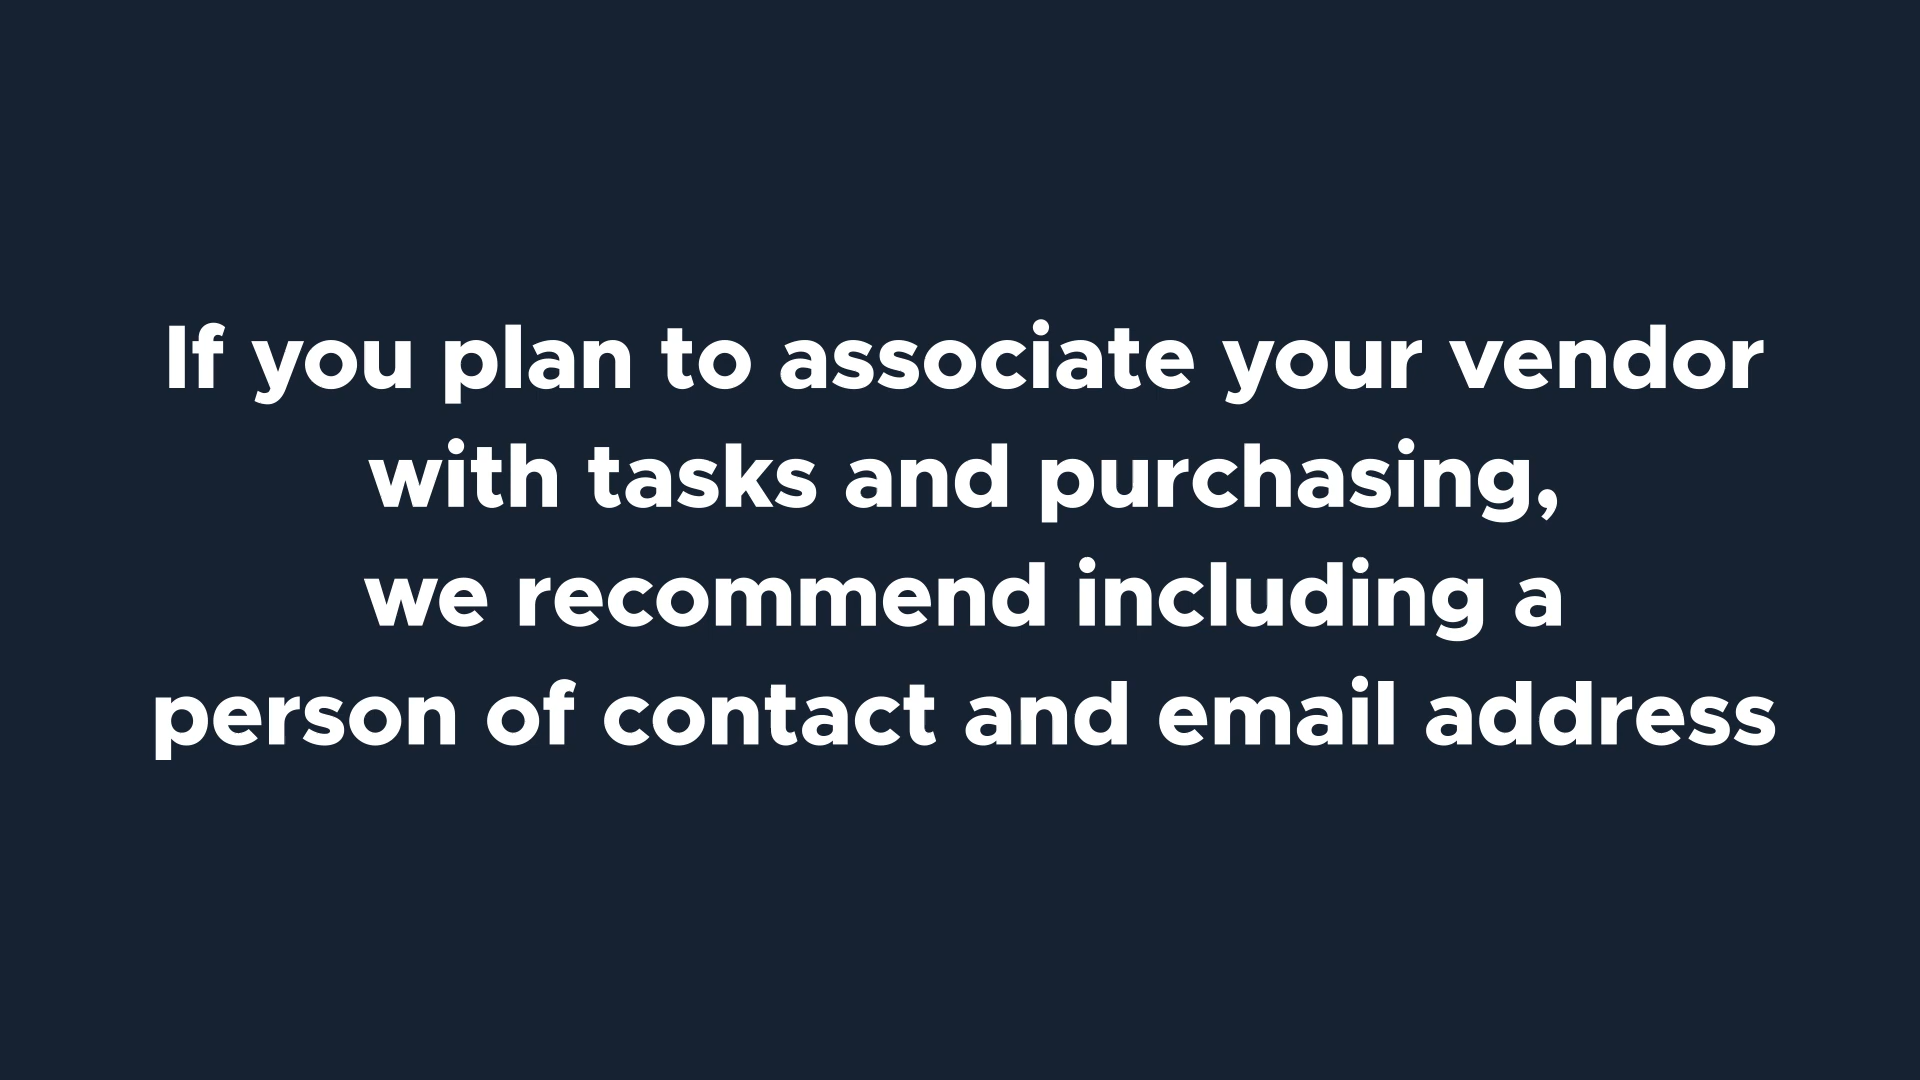 If you plan to associate your vendor
with tasks and purchasing,
we recommend including a
person of contact and email address